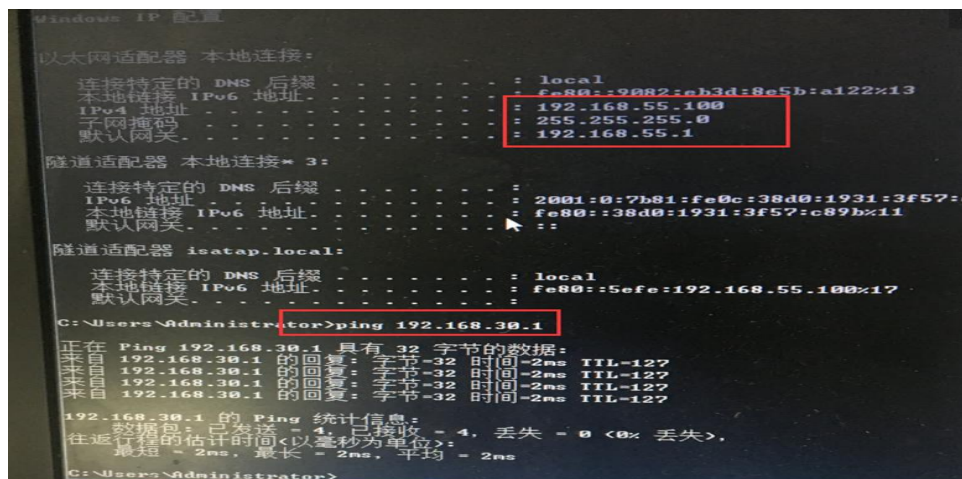 Windows IP 配置
以太网适配器 本地连接:
连接特定的 DNS 后缀 . . . . . . . : local
本地链接 IPv6 地址. . . . . . . . : fe80::9082:eb3d:8e5b:a122%13
IPv4 地址 . . . . . . . . . . . . : 192.168.55.100
子网掩码 . . . . . . . . . . . . : 255.255.255.0
默认网关. . . . . . . . . . . . . : 192.168.55.1
隧道适配器 本地连接* 3:
连接特定的 DNS 后缀 . . . . . . . :
IPv6 地址 . . . . . . . . . . . . : 2001:0:7b81:fe0c:38d0:1931:3f57:
本地链接 IPv6 地址. . . . . . . . : fe80::38d0:1931:3f57:c89b%11
默认网关. . . . . . . . . . . . . : ::
隧道适配器 isatap.local:
连接特定的 DNS 后缀 . . . . . . . : local
本地链接 IPv6 地址. . . . . . . . : fe80::5efe:192.168.55.100%17
默认网关. . . . . . . . . . . . . :
C:\Users\Administrator>ping 192.168.30.1
正在 Ping 192.168.30.1 具有 32 字节的数据:
来自 192.168.30.1 的回复: 字节=32 时间=2ms TTL=127
来自 192.168.30.1 的回复: 字节=32 时间=2ms TTL=127
来自 192.168.30.1 的回复: 字节=32 时间=2ms TTL=127
来自 192.168.30.1 的回复: 字节=32 时间=2ms TTL=127
192.168.30.1 的 Ping 统计信息:
数据包: 已发送 = 4，已接收 = 4，丢失 = 0 (0% 丢失)，
往返行程的估计时间(以毫秒为单位):
最短 = 2ms，最长 = 2ms，平均 = 2ms
C:\Users\Administrator>